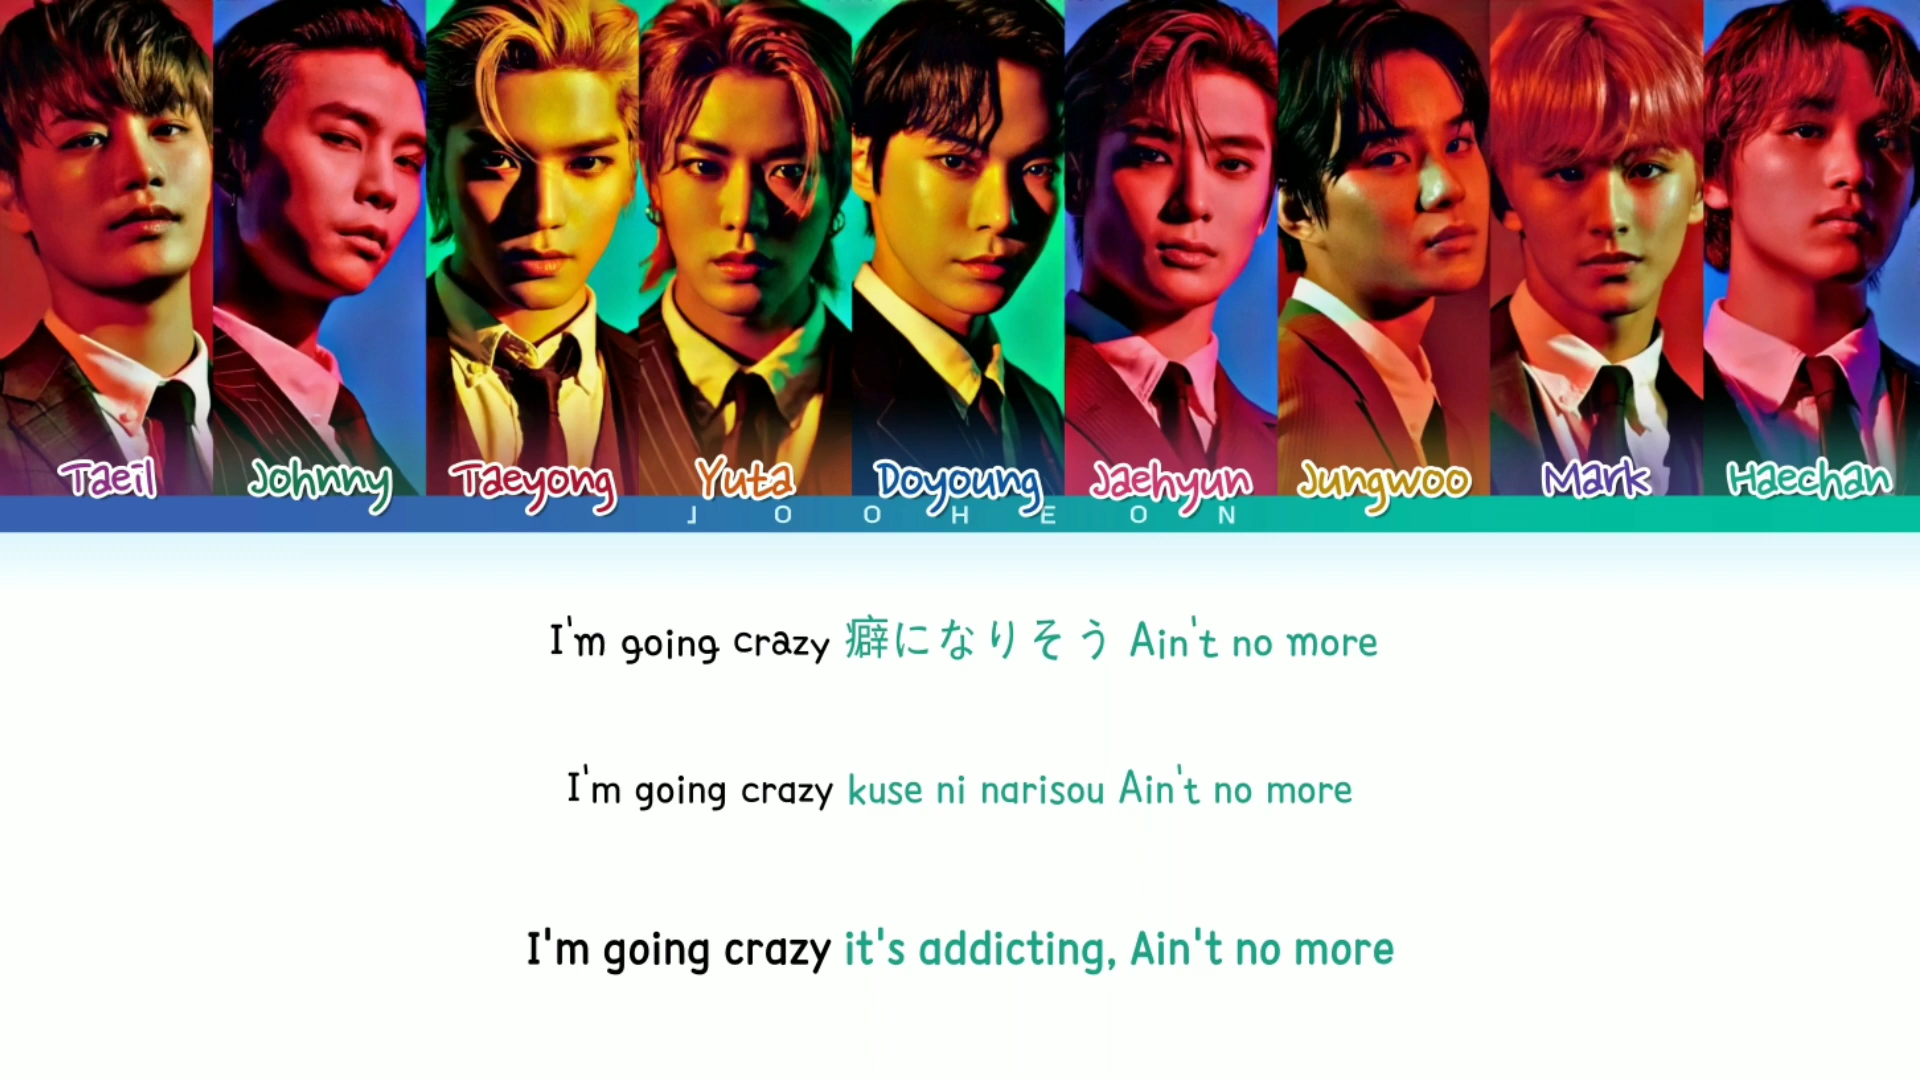 Taeil Johnny Taeyong Yuta Doyoung Jaehyun Jungwoo Mark Haechan
JOOHEON
I'm going crazy 癖になりそう Ain't no more
I'm going crazy kuse ni narisou Ain't no more
I'm going crazy it's addicting, Ain't no more